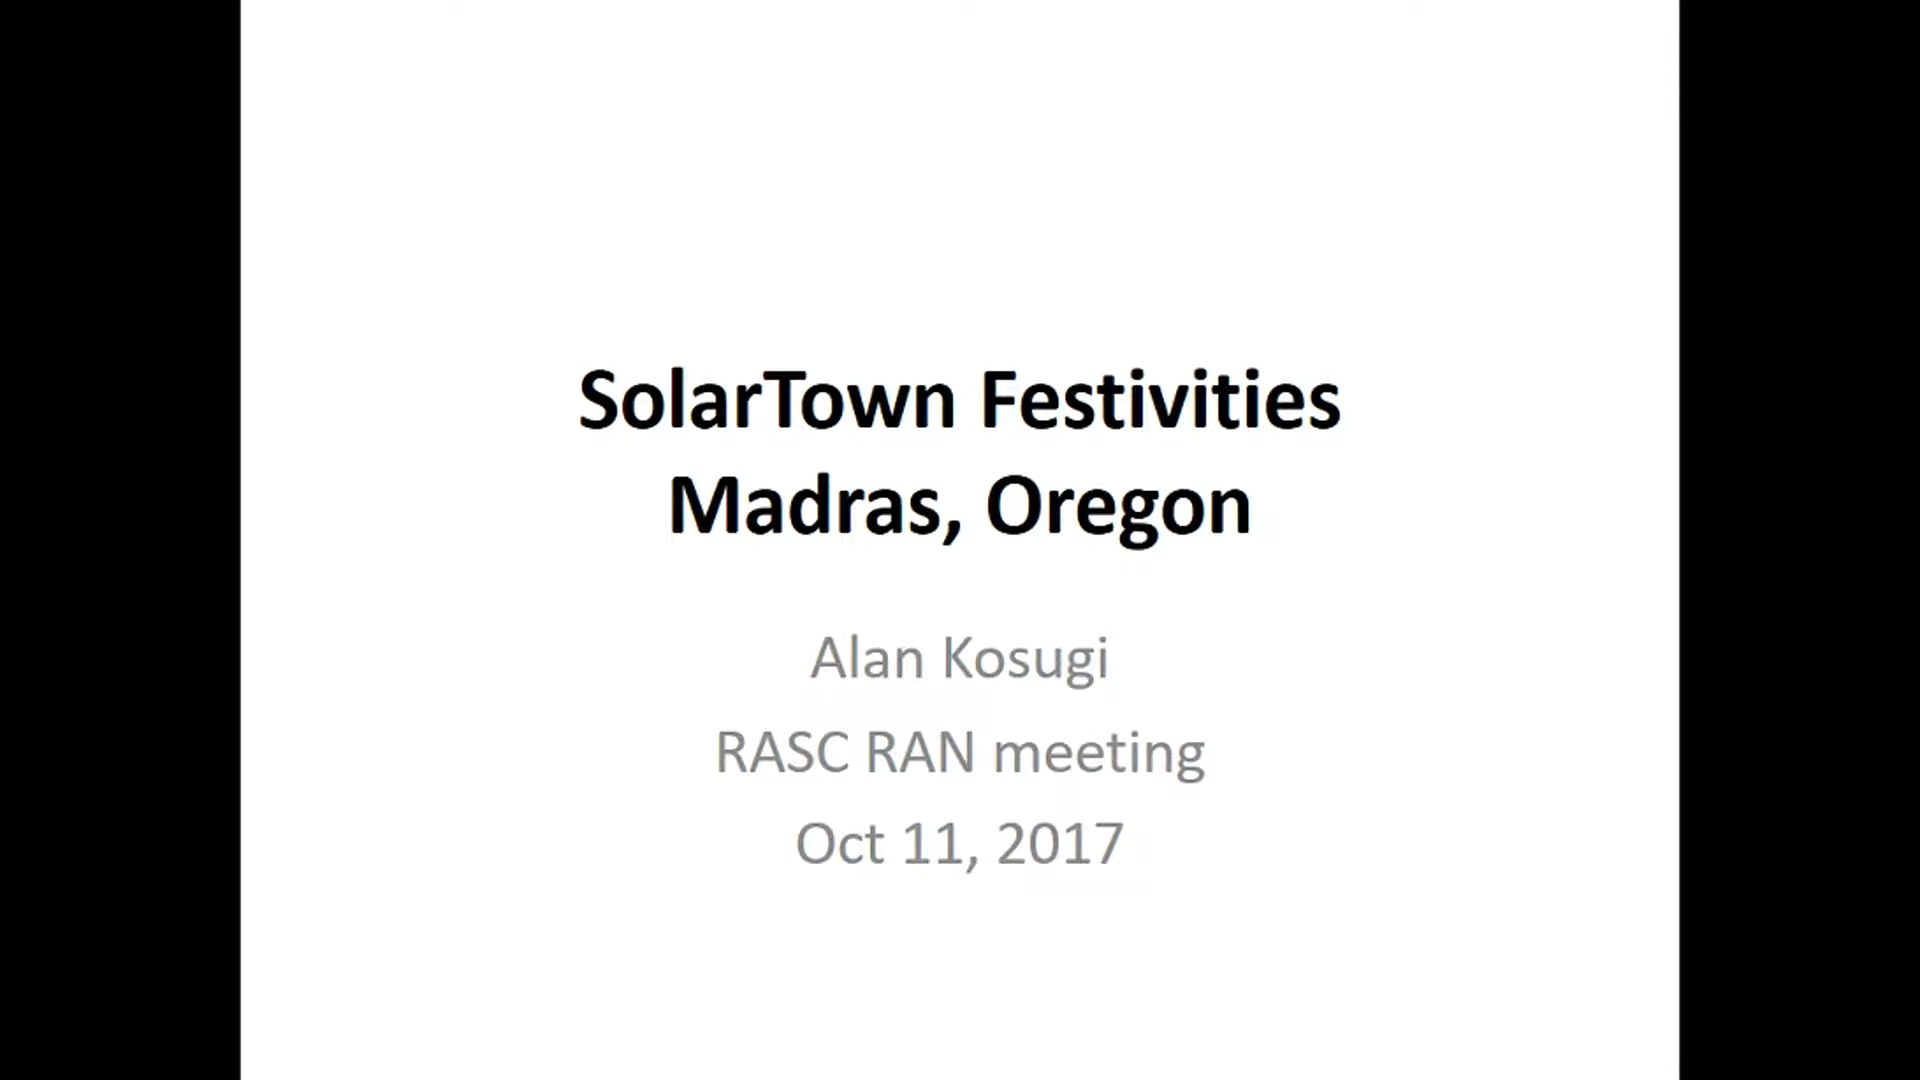 SolarTown Festivities
Madras, Oregon
Alan Kosugi
RASC RAN meeting
Oct 11, 2017